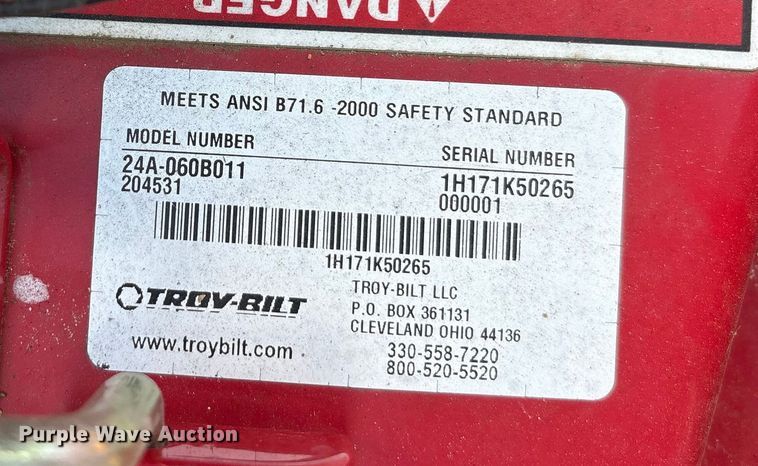 DANGER
MEETS ANSI B71.6 -2000 SAFETY STANDARD
MODEL NUMBER
24A-060B011
204531
SERIAL NUMBER
1H171K50265
000001
1H171K50265
TROY-BILT
www.troybilt.com
TROY-BILT LLC
P.O. BOX 361131
CLEVELAND OHIO 44136
330-558-7220
800-520-5520
Purple Wave Auction